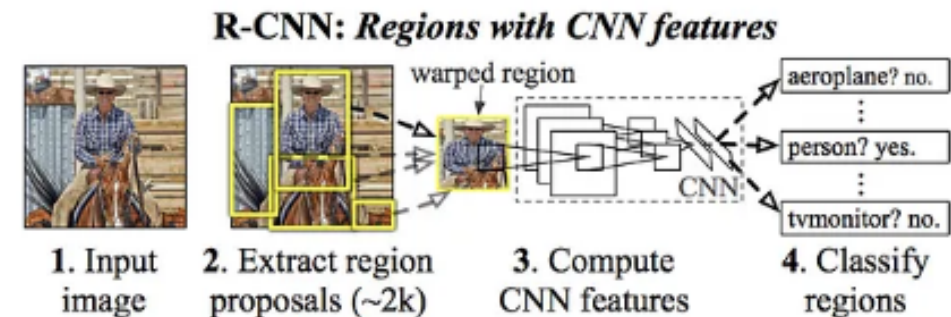 R-CNN: Regions with CNN features
warped region
aeroplane? no.
person? yes.
tvmonitor? no.
CNN
1. Input
image
2. Extract region
proposals (~2k)
3. Compute
CNN features
4. Classify
regions